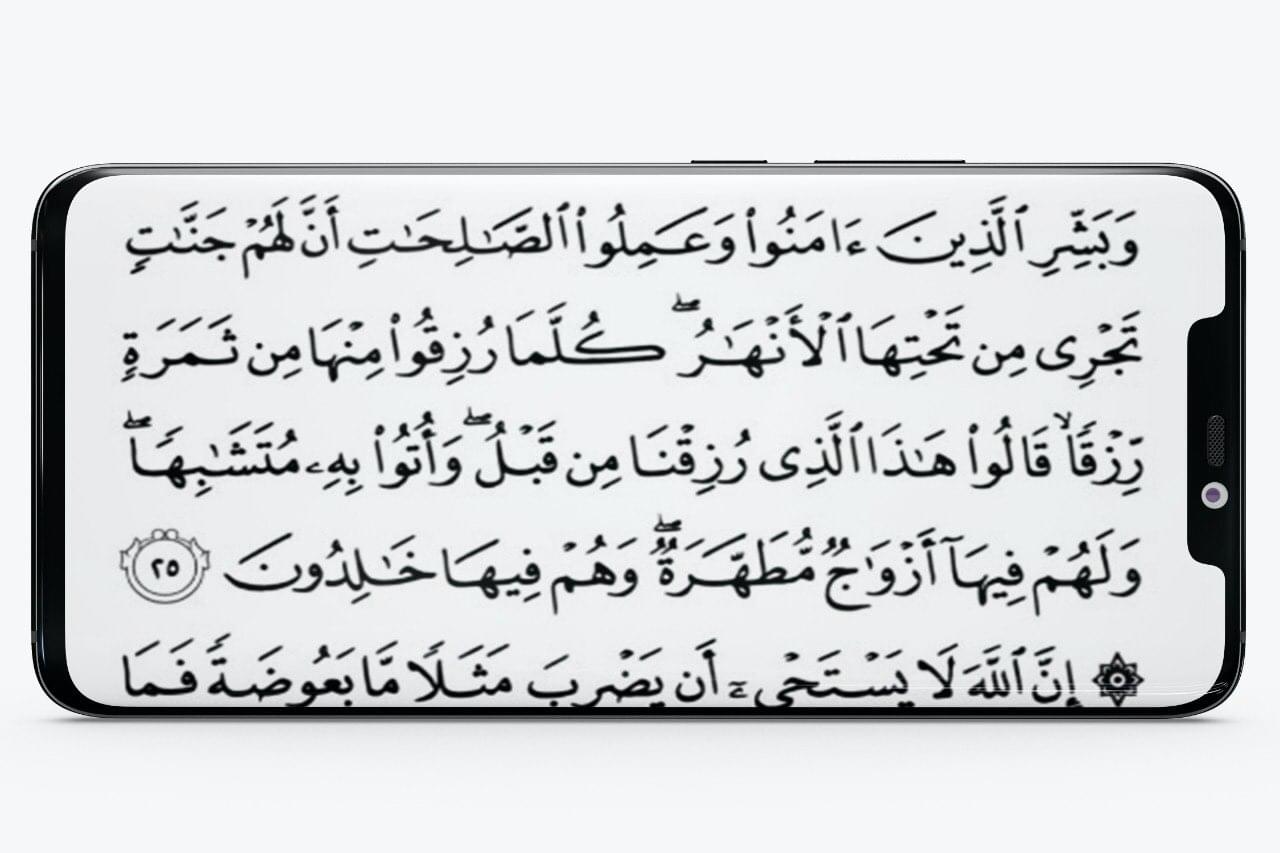 وَبَشِّرِ ٱلَّذِينَ ءَامَنُوا۟ وَعَمِلُوا۟ ٱلصَّـٰلِحَـٰتِ أَنَّ لَهُمْ جَنَّـٰتٍ
تَجْرِى مِن تَحْتِهَا ٱلْأَنْهَـٰرُ ۖ كُلَّمَا رُزِقُوا۟ مِنْهَا مِن ثَمَرَةٍ
رِّزْقًا ۙ قَالُوا۟ هَـٰذَا ٱلَّذِى رُزِقْنَا مِن قَبْلُ ۖ وَأُتُوا۟ بِهِۦ مُتَشَـٰبِهًا ۖ
وَلَهُمْ فِيهَآ أَزْوَٰجٌ مُّطَهَّرَةٌ ۖ وَهُمْ فِيهَا خَـٰلِدُونَ ٢٥
۞ إِنَّ ٱللَّهَ لَا يَسْتَحْىِۦٓ أَن يَضْرِبَ مَثَلًا مَّا بَعُوضَةً فَمَا